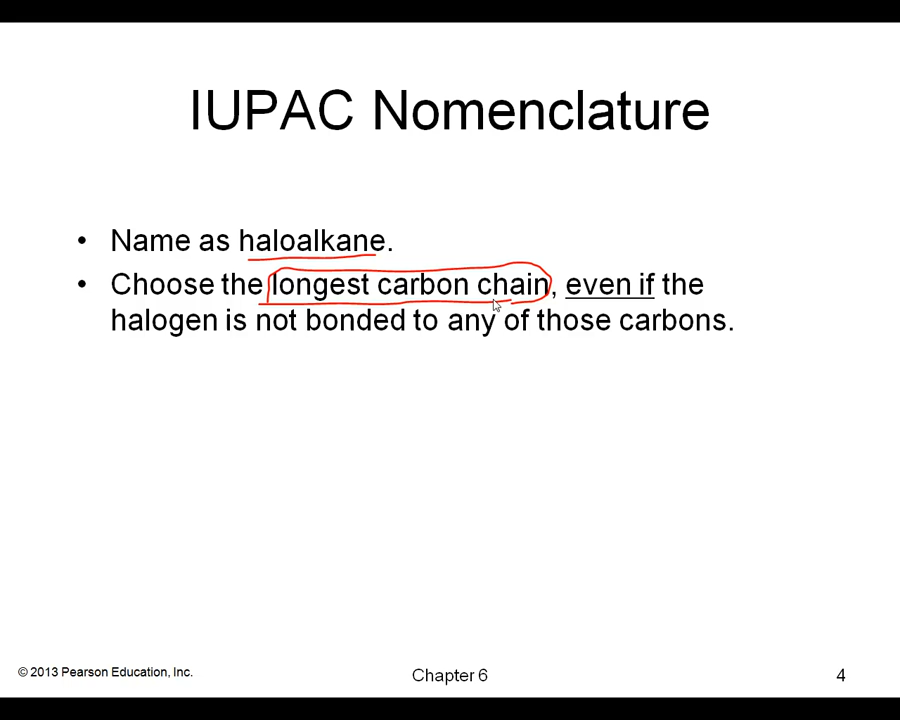 IUPAC Nomenclature
• Name as haloalkane.
• Choose the longest carbon chain, even if the
halogen is not bonded to any of those carbons.
© 2013 Pearson Education, Inc.
Chapter 6
4